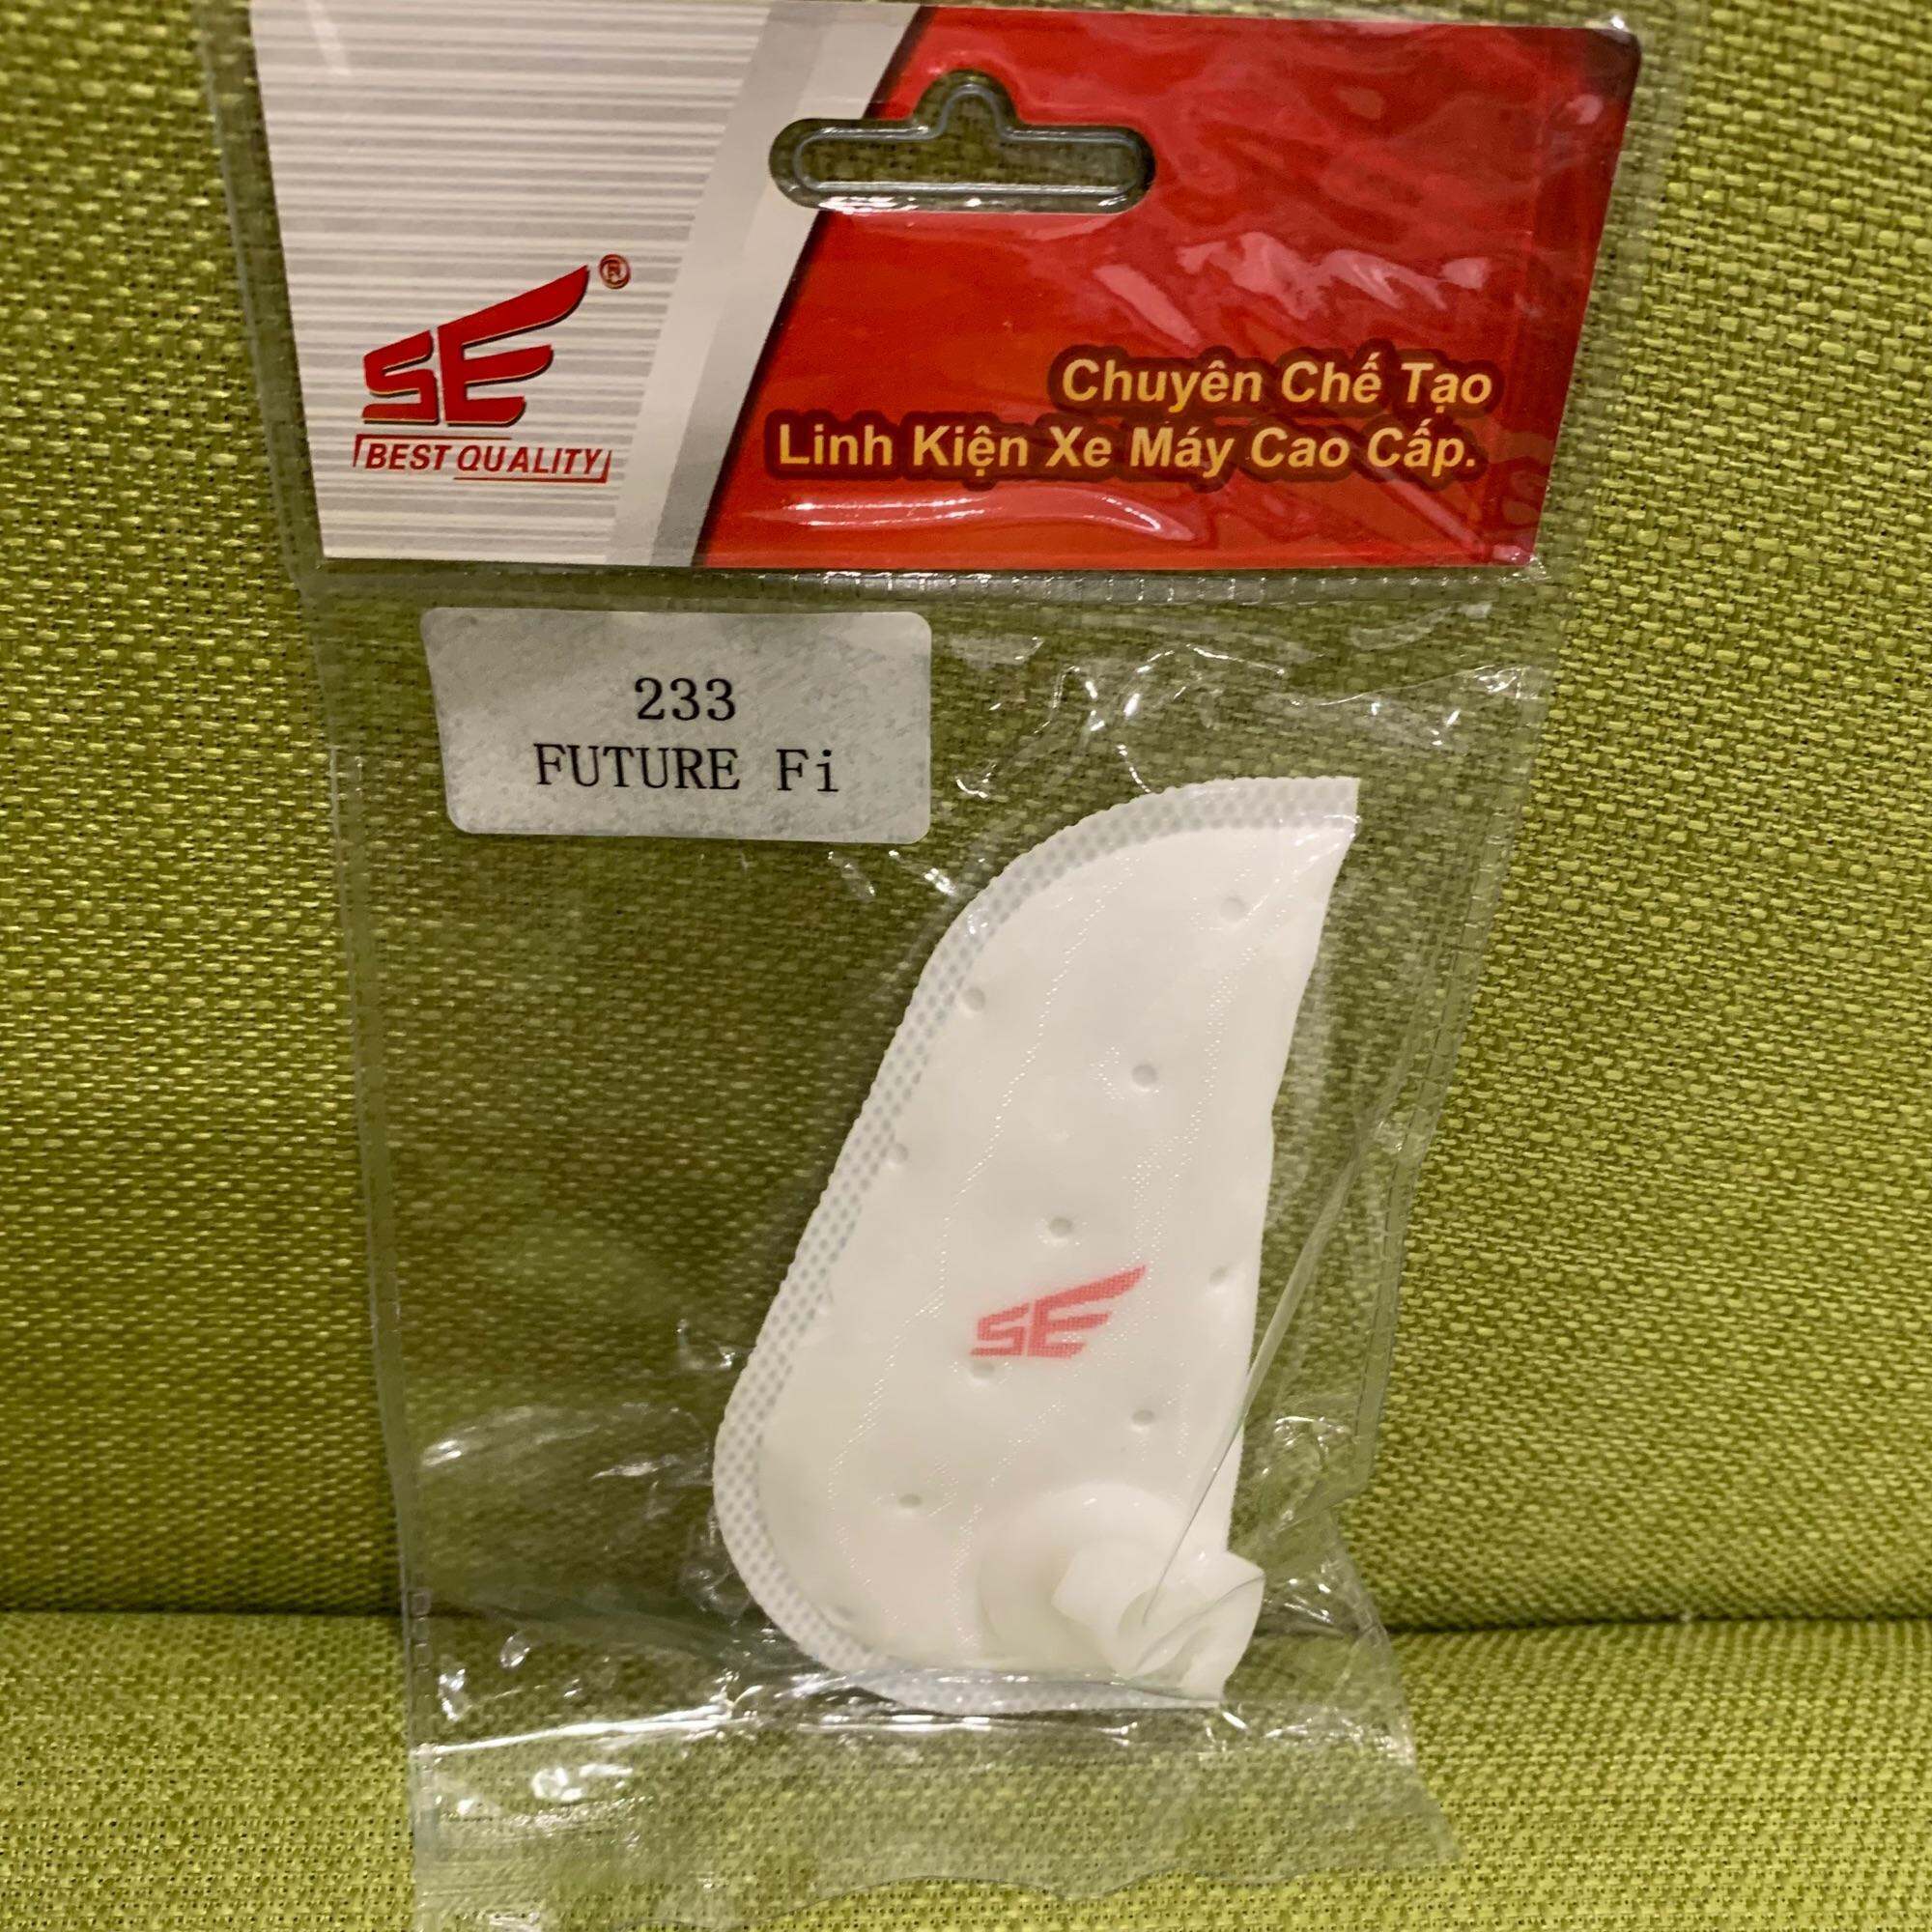 SE®
BEST QUALITY
Chuyên Chế Tạo
Linh Kiện Xe Máy Cao Cấp.
233
FUTURE Fi
SE